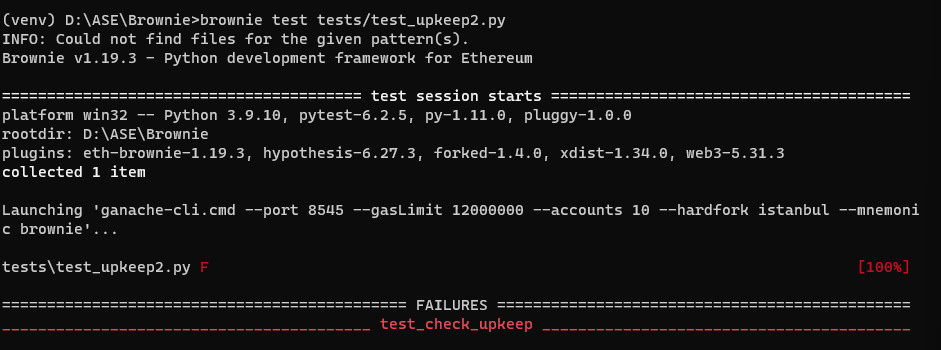 (venv) D:\ASE\Brownie>brownie test tests/test_upkeep2.py
INFO: Could not find files for the given pattern(s).
Brownie v1.19.3 - Python development framework for Ethereum
======================================== test session starts ========================================
platform win32 -- Python 3.9.10, pytest-6.2.5, py-1.11.0, pluggy-1.0.0
rootdir: D:\ASE\Brownie
plugins: eth-brownie-1.19.3, hypothesis-6.27.3, forked-1.4.0, xdist-1.34.0, web3-5.31.3
collected 1 item
Launching 'ganache-cli.cmd --port 8545 --gasLimit 12000000 --accounts 10 --hardfork istanbul --mnemoni
c brownie'...
tests\test_upkeep2.py F [100%]
============================================= FAILURES ==============================================
_________________________________________ test_check_upkeep _________________________________________